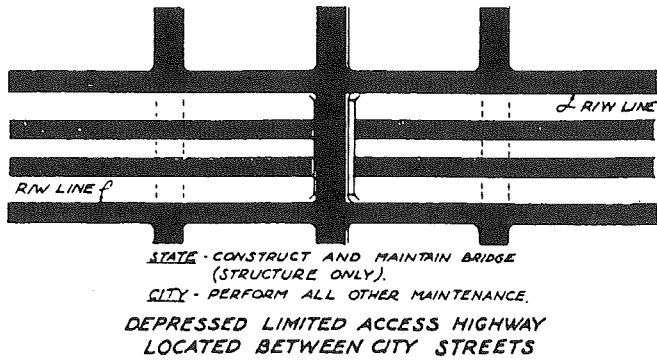 R/W LINE
R/W LINE
STATE - CONSTRUCT AND MAINTAIN BRIDGE
(STRUCTURE ONLY).
CITY - PERFORM ALL OTHER MAINTENANCE.
DEPRESSED LIMITED ACCESS HIGHWAY
LOCATED BETWEEN CITY STREETS